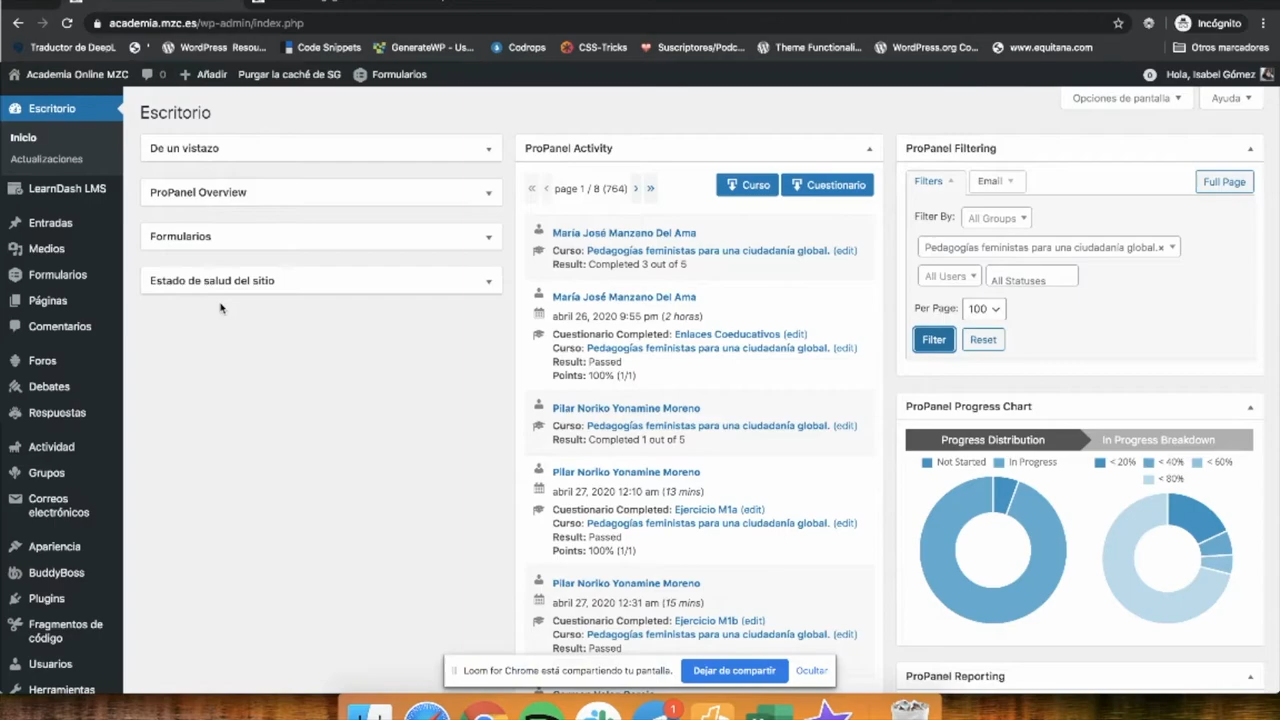 academia.mzc.es/wp-admin/index.php
Incógnito
Traductor de DeepL
WordPress Resou...
Code Snippets
GenerateWP - Us...
Codrops
CSS-Tricks
Suscriptores/Podc...
Theme Functionali...
WordPress.org Co...
www.equitana.com
Otros marcadores
Academia Online MZC
0
Añadir
Purgar la caché de SG
Formularios
0
Hola, Isabel Gómez
Escritorio
Inicio
Actualizaciones
LearnDash LMS
Entradas
Medios
Formularios
Páginas
Comentarios
Foros
Debates
Respuestas
Actividad
Grupos
Correos
electrónicos
Apariencia
BuddyBoss
Plugins
Fragmentos de
código
Usuarios
Herramientas
Escritorio
Opciones de pantalla
Ayuda
De un vistazo
ProPanel Overview
Formularios
Estado de salud del sitio
ProPanel Activity
« ‹ page 1 / 8 (764) › »
Curso
Cuestionario
María José Manzano Del Ama
Curso: Pedagogías feministas para una ciudadanía global. (edit)
Result: Completed 3 out of 5
María José Manzano Del Ama
abril 26, 2020 9:55 pm (2 horas)
Cuestionario Completed: Enlaces Coeducativos (edit)
Curso: Pedagogías feministas para una ciudadanía global. (edit)
Result: Passed
Points: 100% (1/1)
Pilar Noriko Yonamine Moreno
Curso: Pedagogías feministas para una ciudadanía global. (edit)
Result: Completed 1 out of 5
Pilar Noriko Yonamine Moreno
abril 27, 2020 12:10 am (13 mins)
Cuestionario Completed: Ejercicio M1a (edit)
Curso: Pedagogías feministas para una ciudadanía global. (edit)
Result: Passed
Points: 100% (1/1)
Pilar Noriko Yonamine Moreno
abril 27, 2020 12:31 am (15 mins)
Cuestionario Completed: Ejercicio M1b (edit)
Curso: Pedagogías feministas para una ciudadanía global. (edit)
Result: Passed
ProPanel Filtering
Filters
Email
Full Page
Filter By:
All Groups
Pedagogías feministas para una ciudadanía global.×
All Users
All Statuses
Per Page:
100
Filter
Reset
ProPanel Progress Chart
Progress Distribution
In Progress Breakdown
Not Started
In Progress
< 20%
< 40%
< 60%
< 80%
ProPanel Reporting
Loom for Chrome está compartiendo tu pantalla.
Dejar de compartir
Ocultar
1